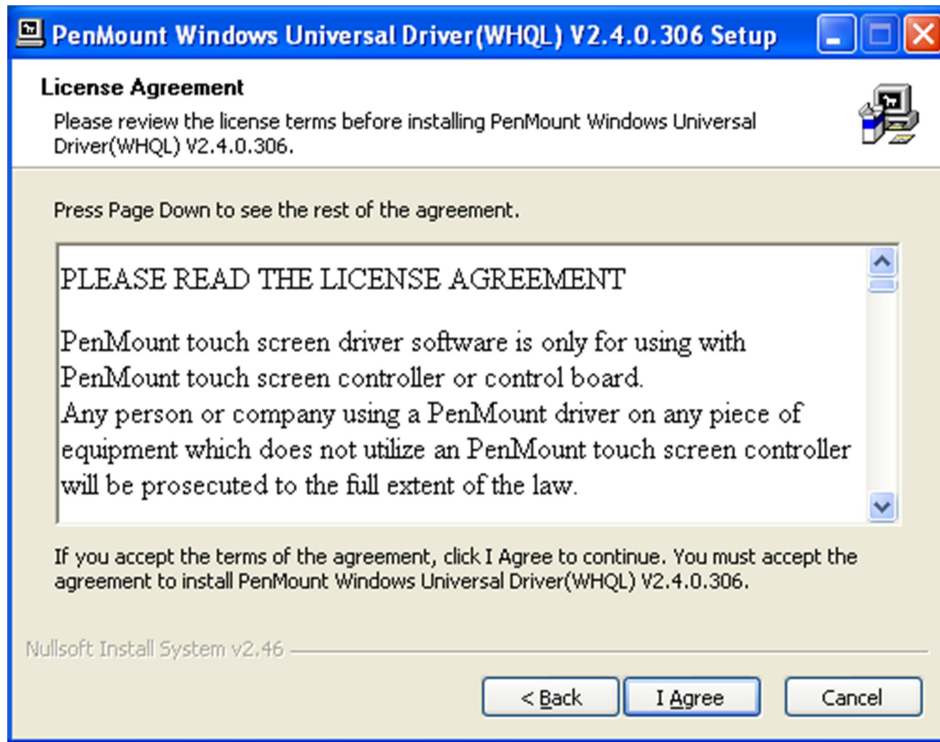 PenMount Windows Universal Driver(WHQL) V2.4.0.306 Setup
License Agreement
Please review the license terms before installing PenMount Windows Universal
Driver(WHQL) V2.4.0.306.
Press Page Down to see the rest of the agreement.
PLEASE READ THE LICENSE AGREEMENT
PenMount touch screen driver software is only for using with
PenMount touch screen controller or control board.
Any person or company using a PenMount driver on any piece of
equipment which does not utilize an PenMount touch screen controller
will be prosecuted to the full extent of the law.
If you accept the terms of the agreement, click I Agree to continue. You must accept the
agreement to install PenMount Windows Universal Driver(WHQL) V2.4.0.306.
Nullsoft Install System v2.46
< Back
I Agree
Cancel